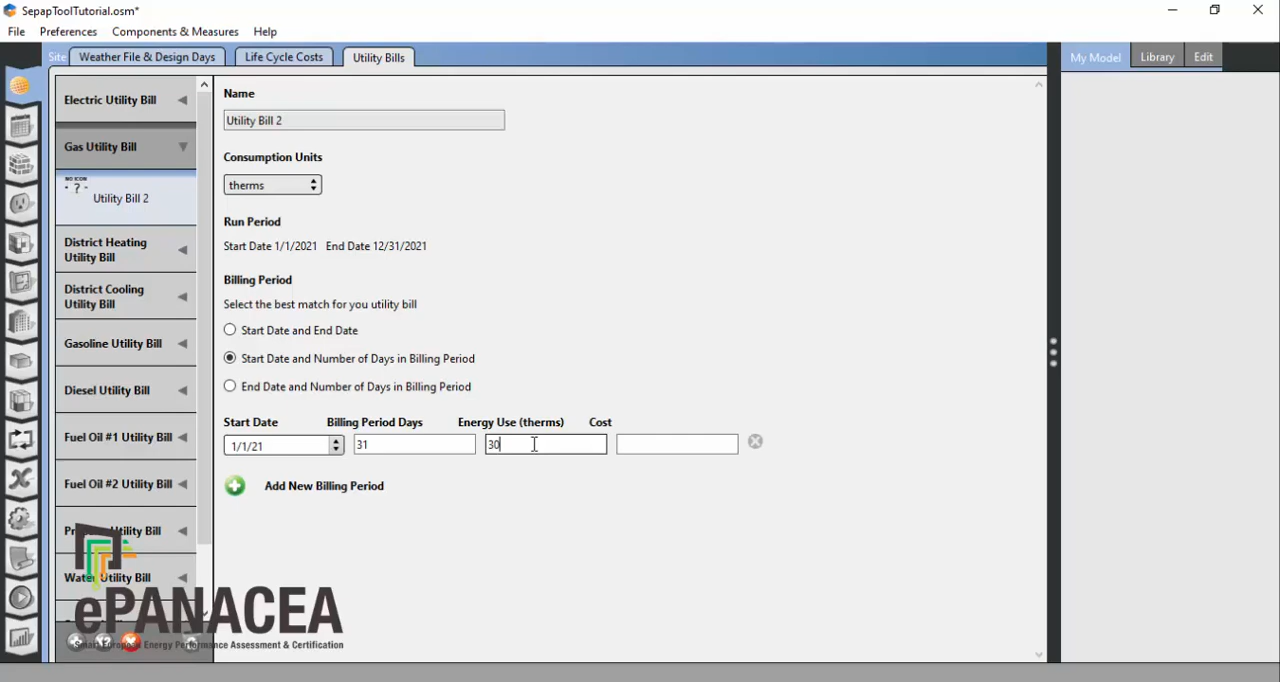 SepapToolTutorial.osm*
File Preferences Components & Measures Help
Site Weather File & Design Days Life Cycle Costs Utility Bills
My Model Library Edit
Electric Utility Bill
Gas Utility Bill
NO ICON
- ? -
Utility Bill 2
District Heating
Utility Bill
District Cooling
Utility Bill
Gasoline Utility Bill
Diesel Utility Bill
Fuel Oil #1 Utility Bill
Fuel Oil #2 Utility Bill
Utility Bill
Water Utility Bill
Name
Utility Bill 2
Consumption Units
therms
Run Period
Start Date 1/1/2021 End Date 12/31/2021
Billing Period
Select the best match for you utility bill
Start Date and End Date
Start Date and Number of Days in Billing Period
End Date and Number of Days in Billing Period
Start Date Billing Period Days Energy Use (therms) Cost
1/1/21 31 30
Add New Billing Period
ePANACEA
Smart European Energy Performance Assessment & Certification